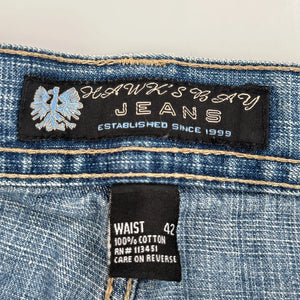 HAWK'S BAY
JEANS
ESTABLISHED SINCE 1999
WAIST 42
100% COTTON
RN# 113451
CARE ON REVERSE